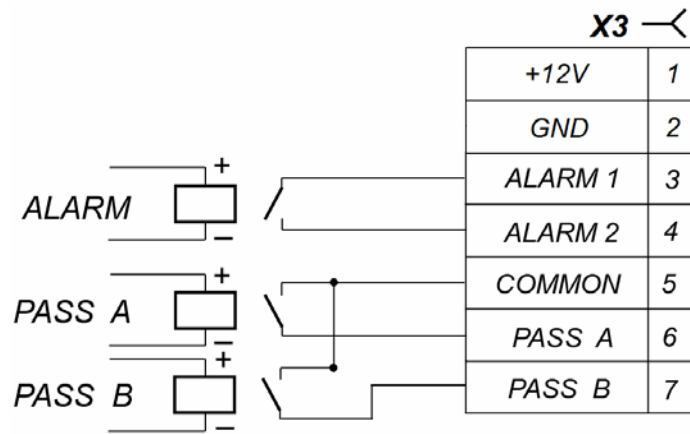 X3
+12V 1
GND 2
ALARM 1 3
ALARM 2 4
COMMON 5
PASS A 6
PASS B 7
+
ALARM
–
+
PASS A
–
+
PASS B
–